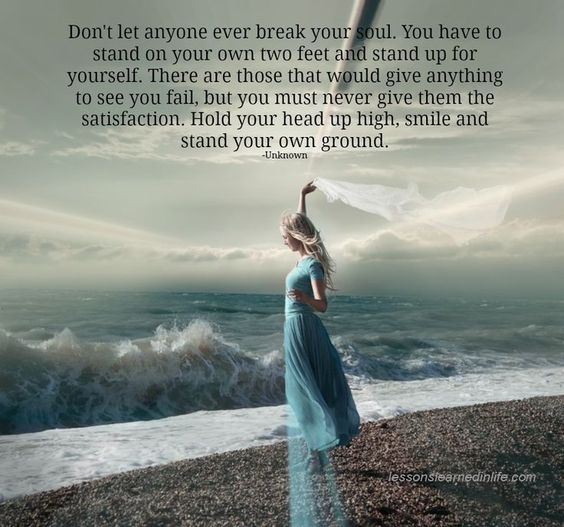 Don't let anyone ever break your soul. You have to
stand on your own two feet and stand up for
yourself. There are those that would give anything
to see you fail, but you must never give them the
satisfaction. Hold your head up high, smile and
stand your own ground.
-Unknown
lessonslearnedinlife.com